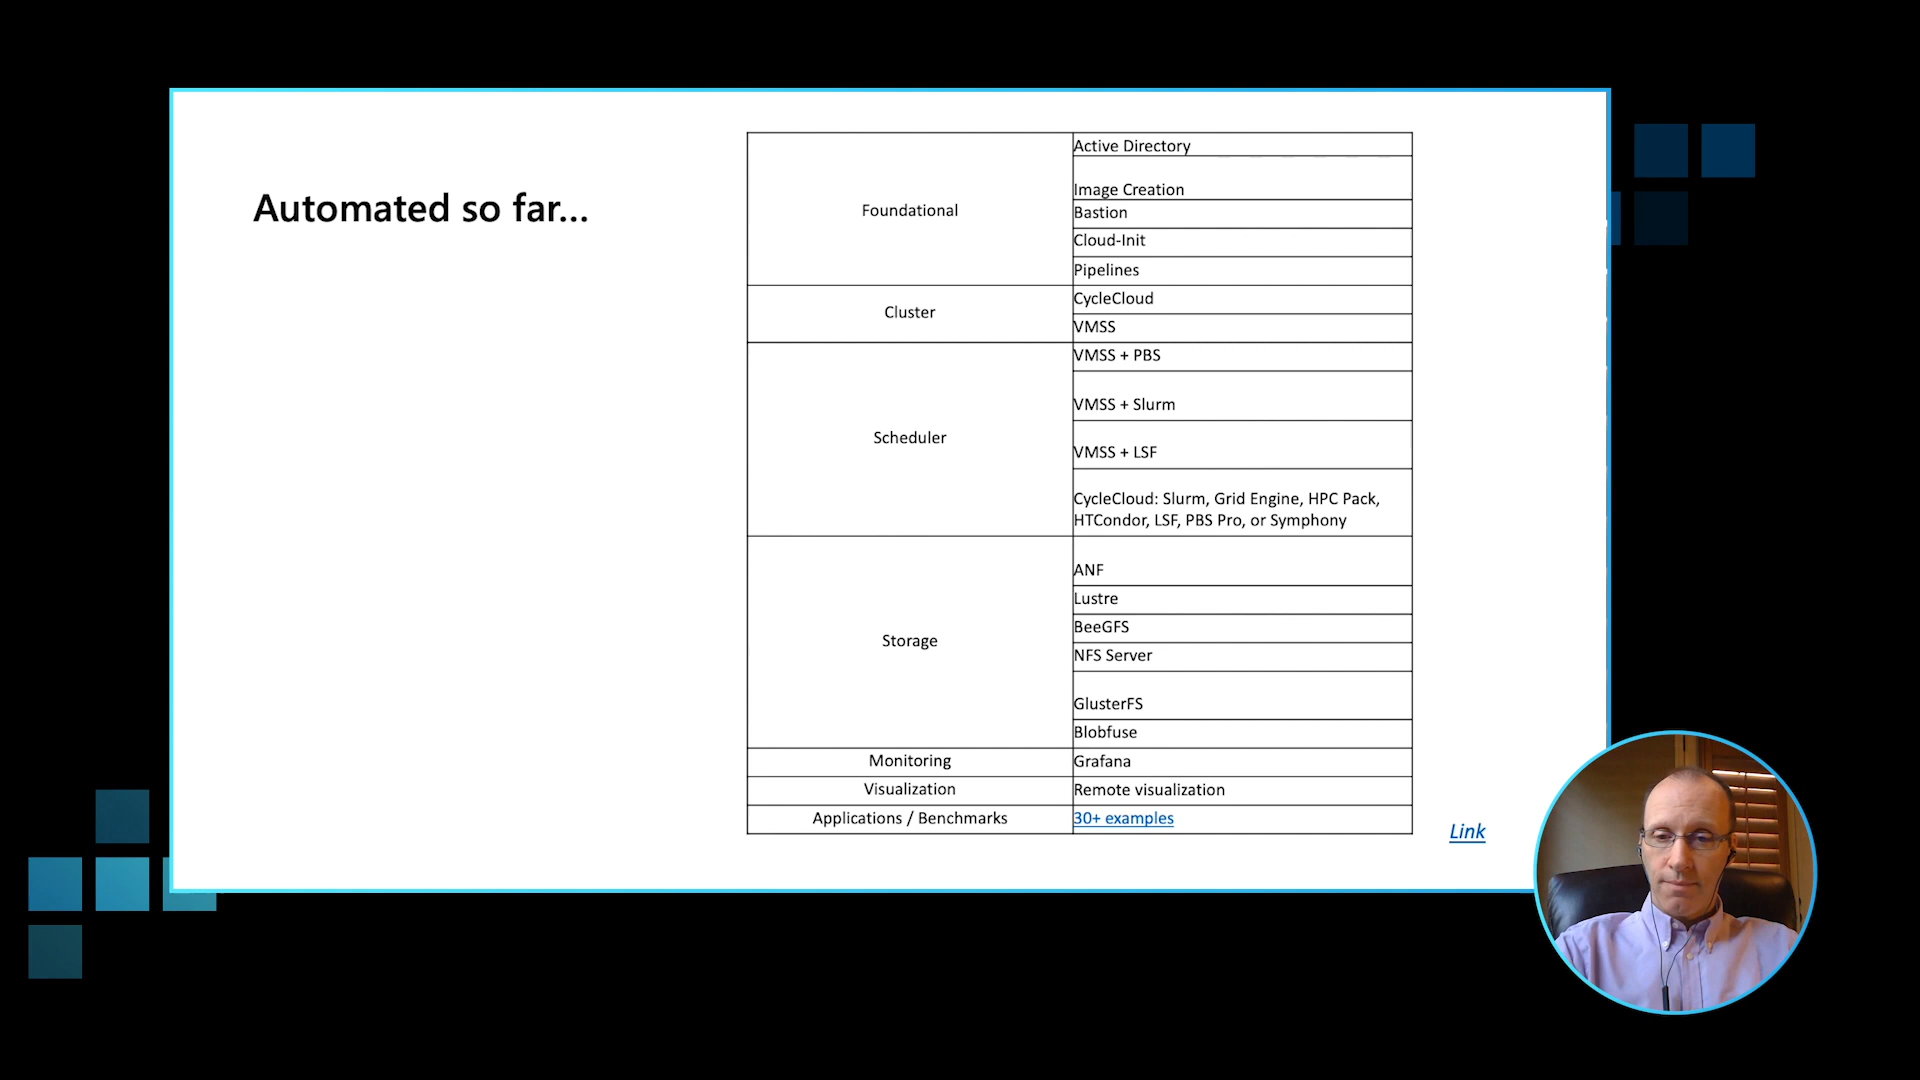 Automated so far...
Foundational
Active Directory
Image Creation
Bastion
Cloud-Init
Pipelines
Cluster
CycleCloud
VMSS
Scheduler
VMSS + PBS
VMSS + Slurm
VMSS + LSF
CycleCloud: Slurm, Grid Engine, HPC Pack,
HTCondor, LSF, PBS Pro, or Symphony
Storage
ANF
Lustre
BeeGFS
NFS Server
GlusterFS
Blobfuse
Monitoring
Grafana
Visualization
Remote visualization
Applications / Benchmarks
30+ examples
Link